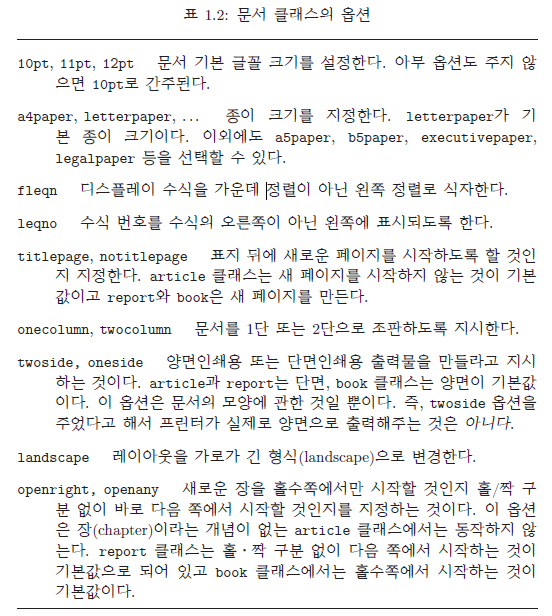 표 1.2: 문서 클래스의 옵션
10pt, 11pt, 12pt 문서 기본 글꼴 크기를 설정한다. 아부 옵션도 주지 않
으면 10pt로 간주된다.
a4paper, letterpaper, ... 종이 크기를 지정한다. letterpaper가 기
본 종이 크기이다. 이외에도 a5paper, b5paper, executivepaper,
legalpaper 등을 선택할 수 있다.
fleqn 디스플레이 수식을 가운데 정렬이 아닌 왼쪽 정렬로 식자한다.
leqno 수식 번호를 수식의 오른쪽이 아닌 왼쪽에 표시되도록 한다.
titlepage, notitlepage 표지 뒤에 새로운 페이지를 시작하도록 할 것인
지 지정한다. article 클래스는 새 페이지를 시작하지 않는 것이 기본
값이고 report와 book은 새 페이지를 만든다.
onecolumn, twocolumn 문서를 1단 또는 2단으로 조판하도록 지시한다.
twoside, oneside 양면인쇄용 또는 단면인쇄용 출력물을 만들라고 지시
하는 것이다. article과 report는 단면, book 클래스는 양면이 기본값
이다. 이 옵션은 문서의 모양에 관한 것일 뿐이다. 즉, twoside 옵션을
주었다고 해서 프린터가 실제로 양면으로 출력해주는 것은 아니다.
landscape 레이아웃을 가로가 긴 형식(landscape)으로 변경한다.
openright, openany 새로운 장을 홀수쪽에서만 시작할 것인지 홀/짝 구
분 없이 바로 다음 쪽에서 시작할 것인가를 지정하는 것이다. 이 옵션
은 장(chapter)이라는 개념이 없는 article 클래스에서는 동작하지 않
는다. report 클래스는 홀·짝 구분 없이 다음 쪽에서 시작하는 것이
기본값으로 되어 있고 book 클래스에서는 홀수쪽에서 시작하는 것이
기본값이다.